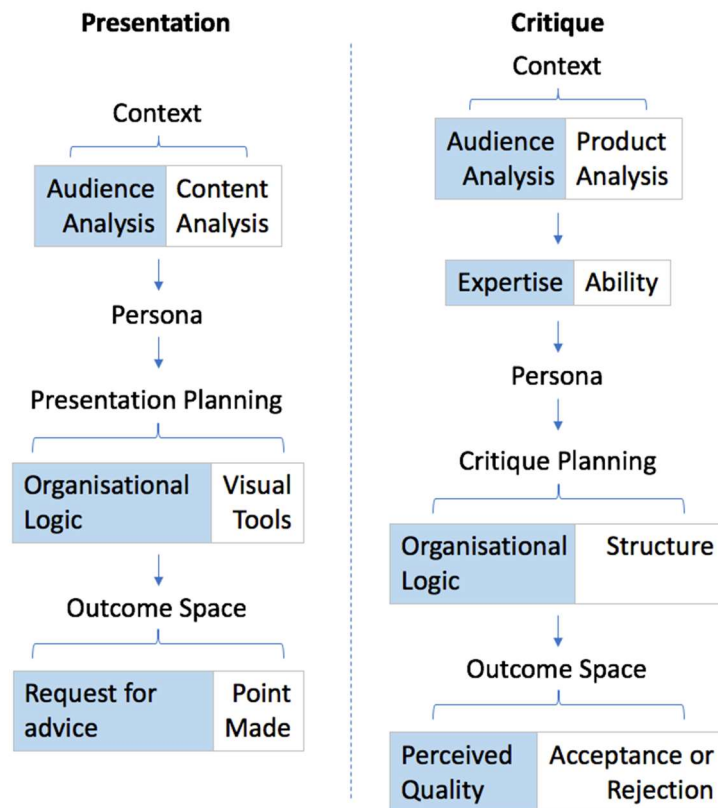 Presentation
Context
Audience Analysis
Content Analysis
Persona
Presentation Planning
Organisational Logic
Visual Tools
Outcome Space
Request for advice
Point Made
Critique
Context
Audience Analysis
Product Analysis
Expertise
Ability
Persona
Critique Planning
Organisational Logic
Structure
Outcome Space
Perceived Quality
Acceptance or Rejection